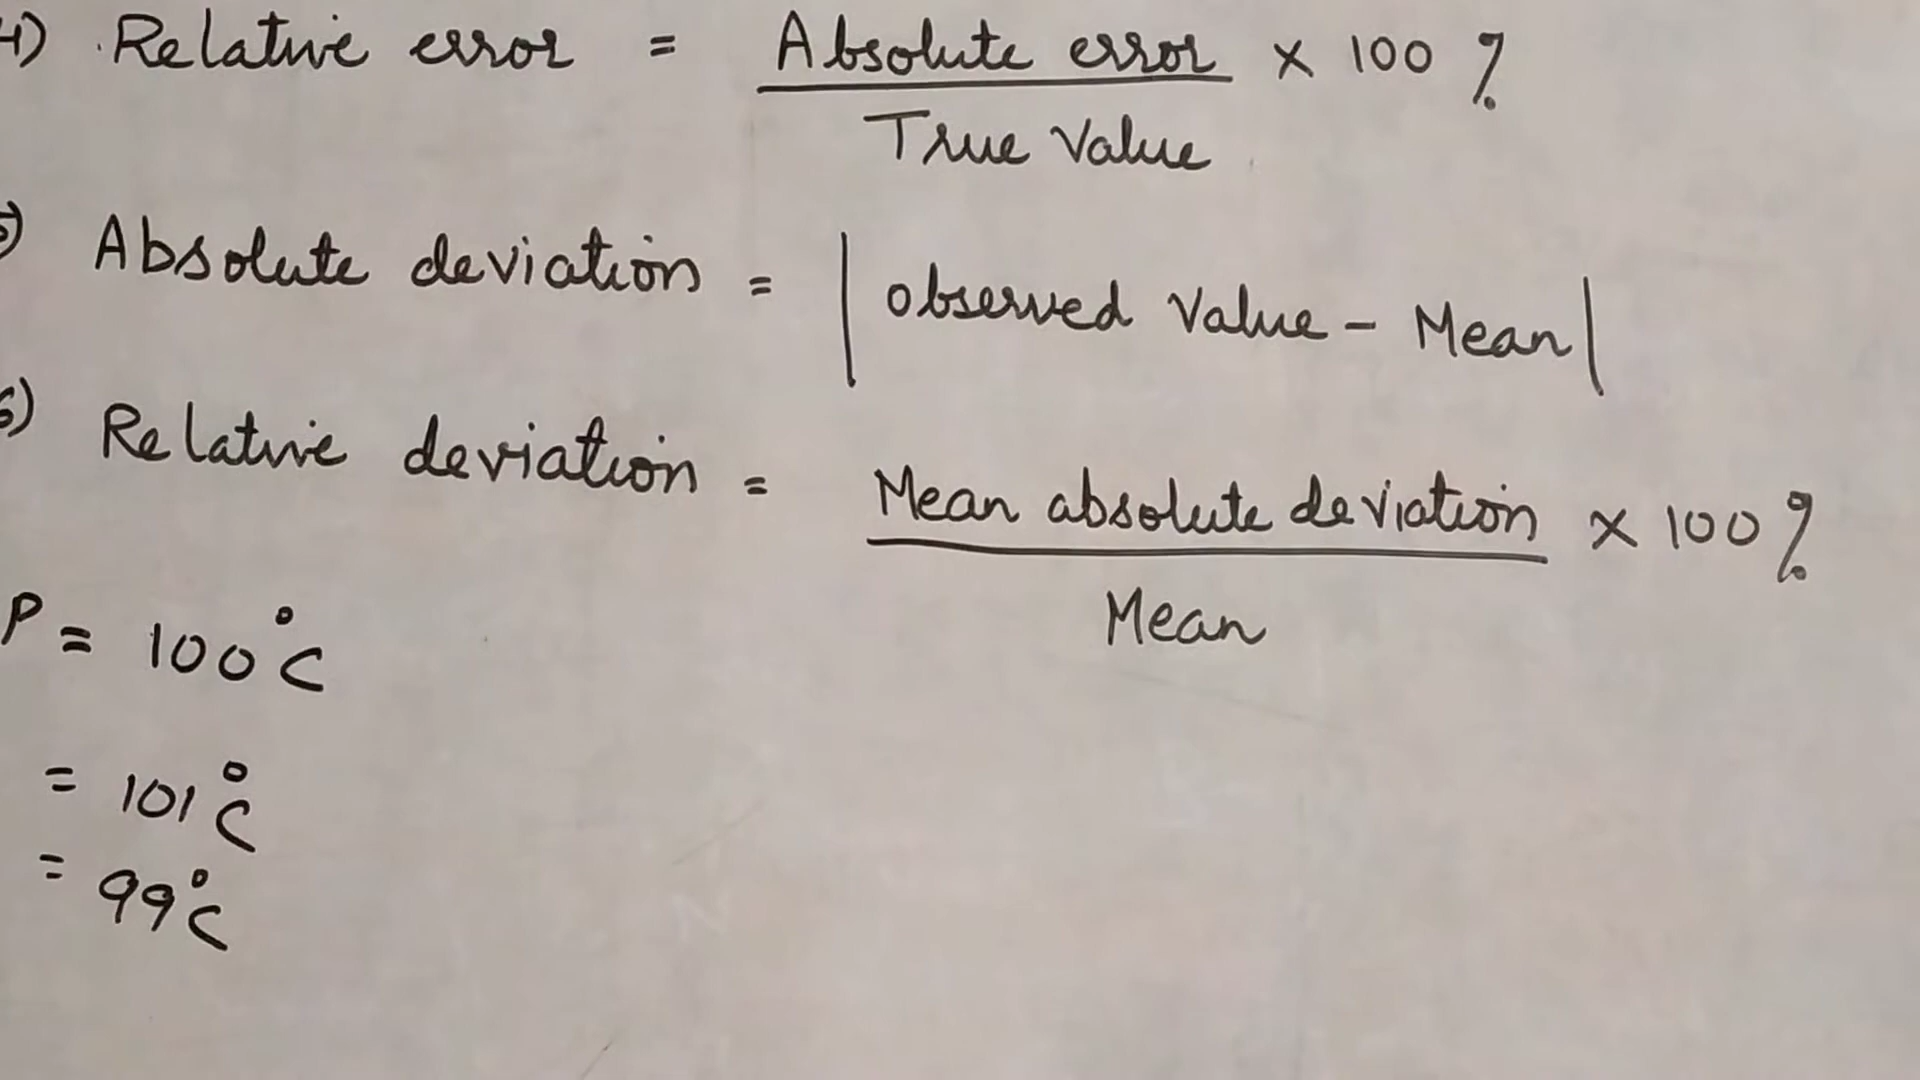 4) Relative error = Absolute error × 100 %
True Value
5) Absolute deviation = | observed Value - Mean |
6) Relative deviation = Mean absolute deviation × 100 %
Mean
P = 100°C
= 101°C
= 99°C